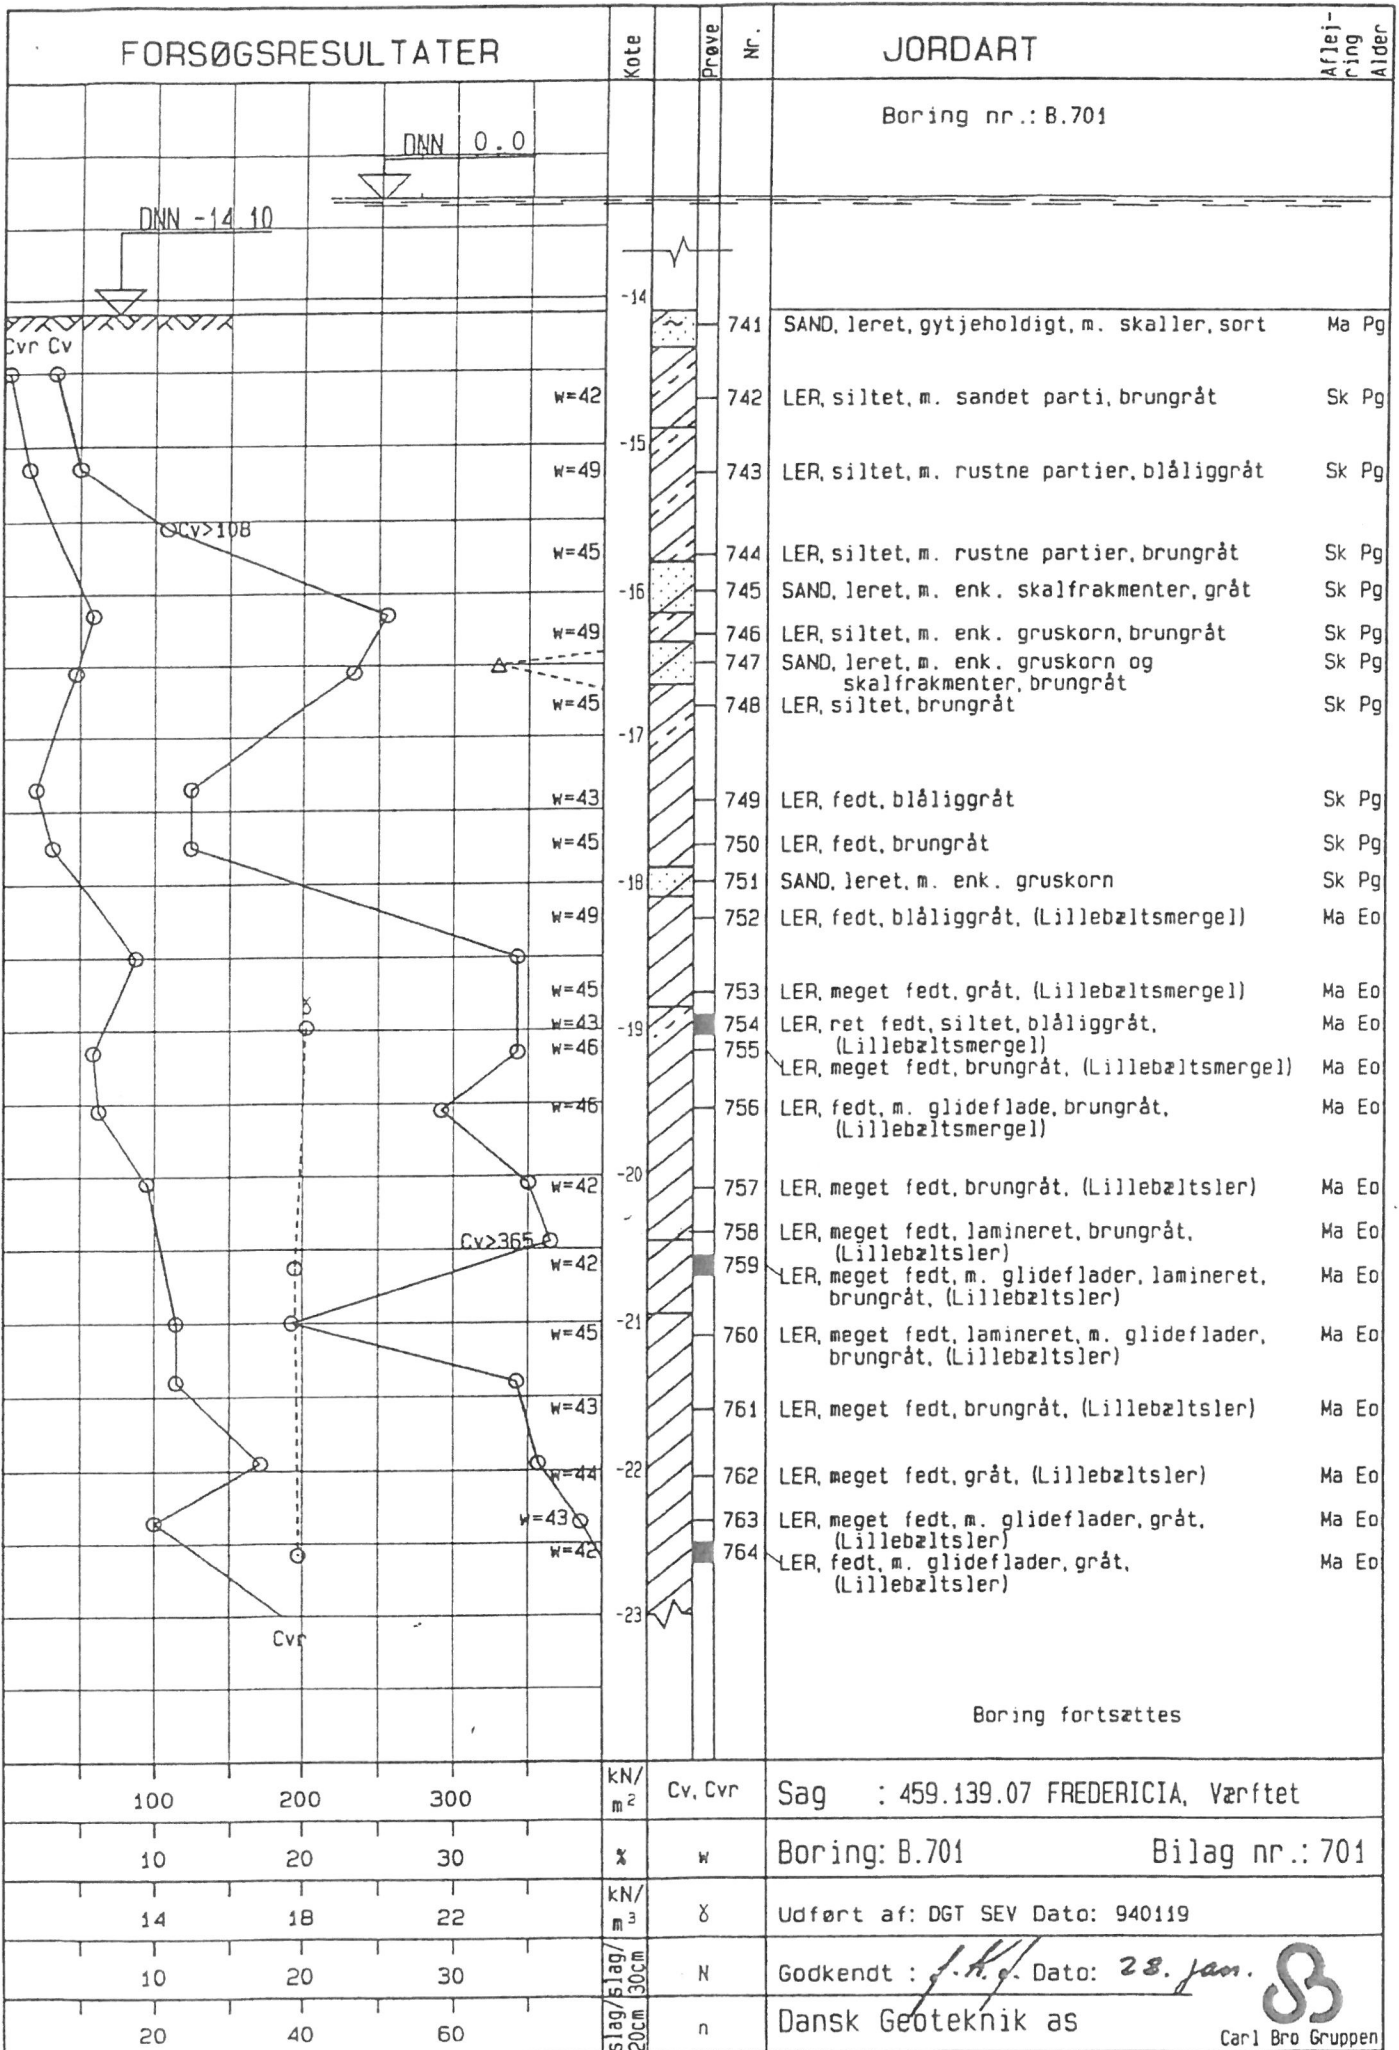 FORSØGSRESULTATER Kote Prøve Nr. JORDART Aflej-
ring
Alder
Boring nr.: B.701
DNN 0.0
DNN -14.10
-14
741 SAND, leret, gytjeholdigt, m. skaller, sort Ma Pg
Cvr Cv
w=42 742 LER, siltet, m. sandet parti, brungråt Sk Pg
-15
w=49 743 LER, siltet, m. rustne partier, blåliggråt Sk Pg
Cv>108
w=45 744 LER, siltet, m. rustne partier, brungråt Sk Pg
-16 745 SAND, leret, m. enk. skalfrakmenter, gråt Sk Pg
w=49 746 LER, siltet, m. enk. gruskorn, brungråt Sk Pg
747 SAND, leret, m. enk. gruskorn og Sk Pg
skalfrakmenter, brungråt
w=45 748 LER, siltet, brungråt Sk Pg
-17
w=43 749 LER, fedt, blåliggråt Sk Pg
w=45 750 LER, fedt, brungråt Sk Pg
-18 751 SAND, leret, m. enk. gruskorn Sk Pg
w=49 752 LER, fedt, blåliggråt, (Lillebæltsmergel) Ma Eo
w=45 753 LER, meget fedt, gråt, (Lillebæltsmergel) Ma Eo
γ
w=43 -19 754 LER, ret fedt, siltet, blåliggråt, Ma Eo
(Lillebæltsmergel)
w=46 755 LER, meget fedt, brungråt, (Lillebæltsmergel) Ma Eo
w=46 756 LER, fedt, m. glideflade, brungråt, Ma Eo
(Lillebæltsmergel)
-20
w=42 757 LER, meget fedt, brungråt, (Lillebæltsler) Ma Eo
Cv>365 758 LER, meget fedt, lamineret, brungråt, Ma Eo
(Lillebæltsler)
w=42 759 LER, meget fedt, m. glideflader, lamineret, Ma Eo
brungråt, (Lillebæltsler)
-21
w=45 760 LER, meget fedt, lamineret, m. glideflader, Ma Eo
brungråt, (Lillebæltsler)
w=43 761 LER, meget fedt, brungråt, (Lillebæltsler) Ma Eo
w=44 -22 762 LER, meget fedt, gråt, (Lillebæltsler) Ma Eo
w=43 763 LER, meget fedt, m. glideflader, gråt, Ma Eo
(Lillebæltsler)
w=42 764 LER, fedt, m. glideflader, gråt, Ma Eo
(Lillebæltsler)
-23
Cvr
Boring fortsættes
100 200 300 kN/m² Cv, Cvr Sag : 459.139.07 FREDERICIA, Værftet
10 20 30 % w Boring: B.701 Bilag nr.: 701
14 18 22 kN/m³ γ Udført af: DGT SEV Dato: 940119
10 20 30 slag/30cm N Godkendt : J.K.J. Dato: 28. jan.
20 40 60 slag/20cm n Dansk Geoteknik as
Carl Bro Gruppen